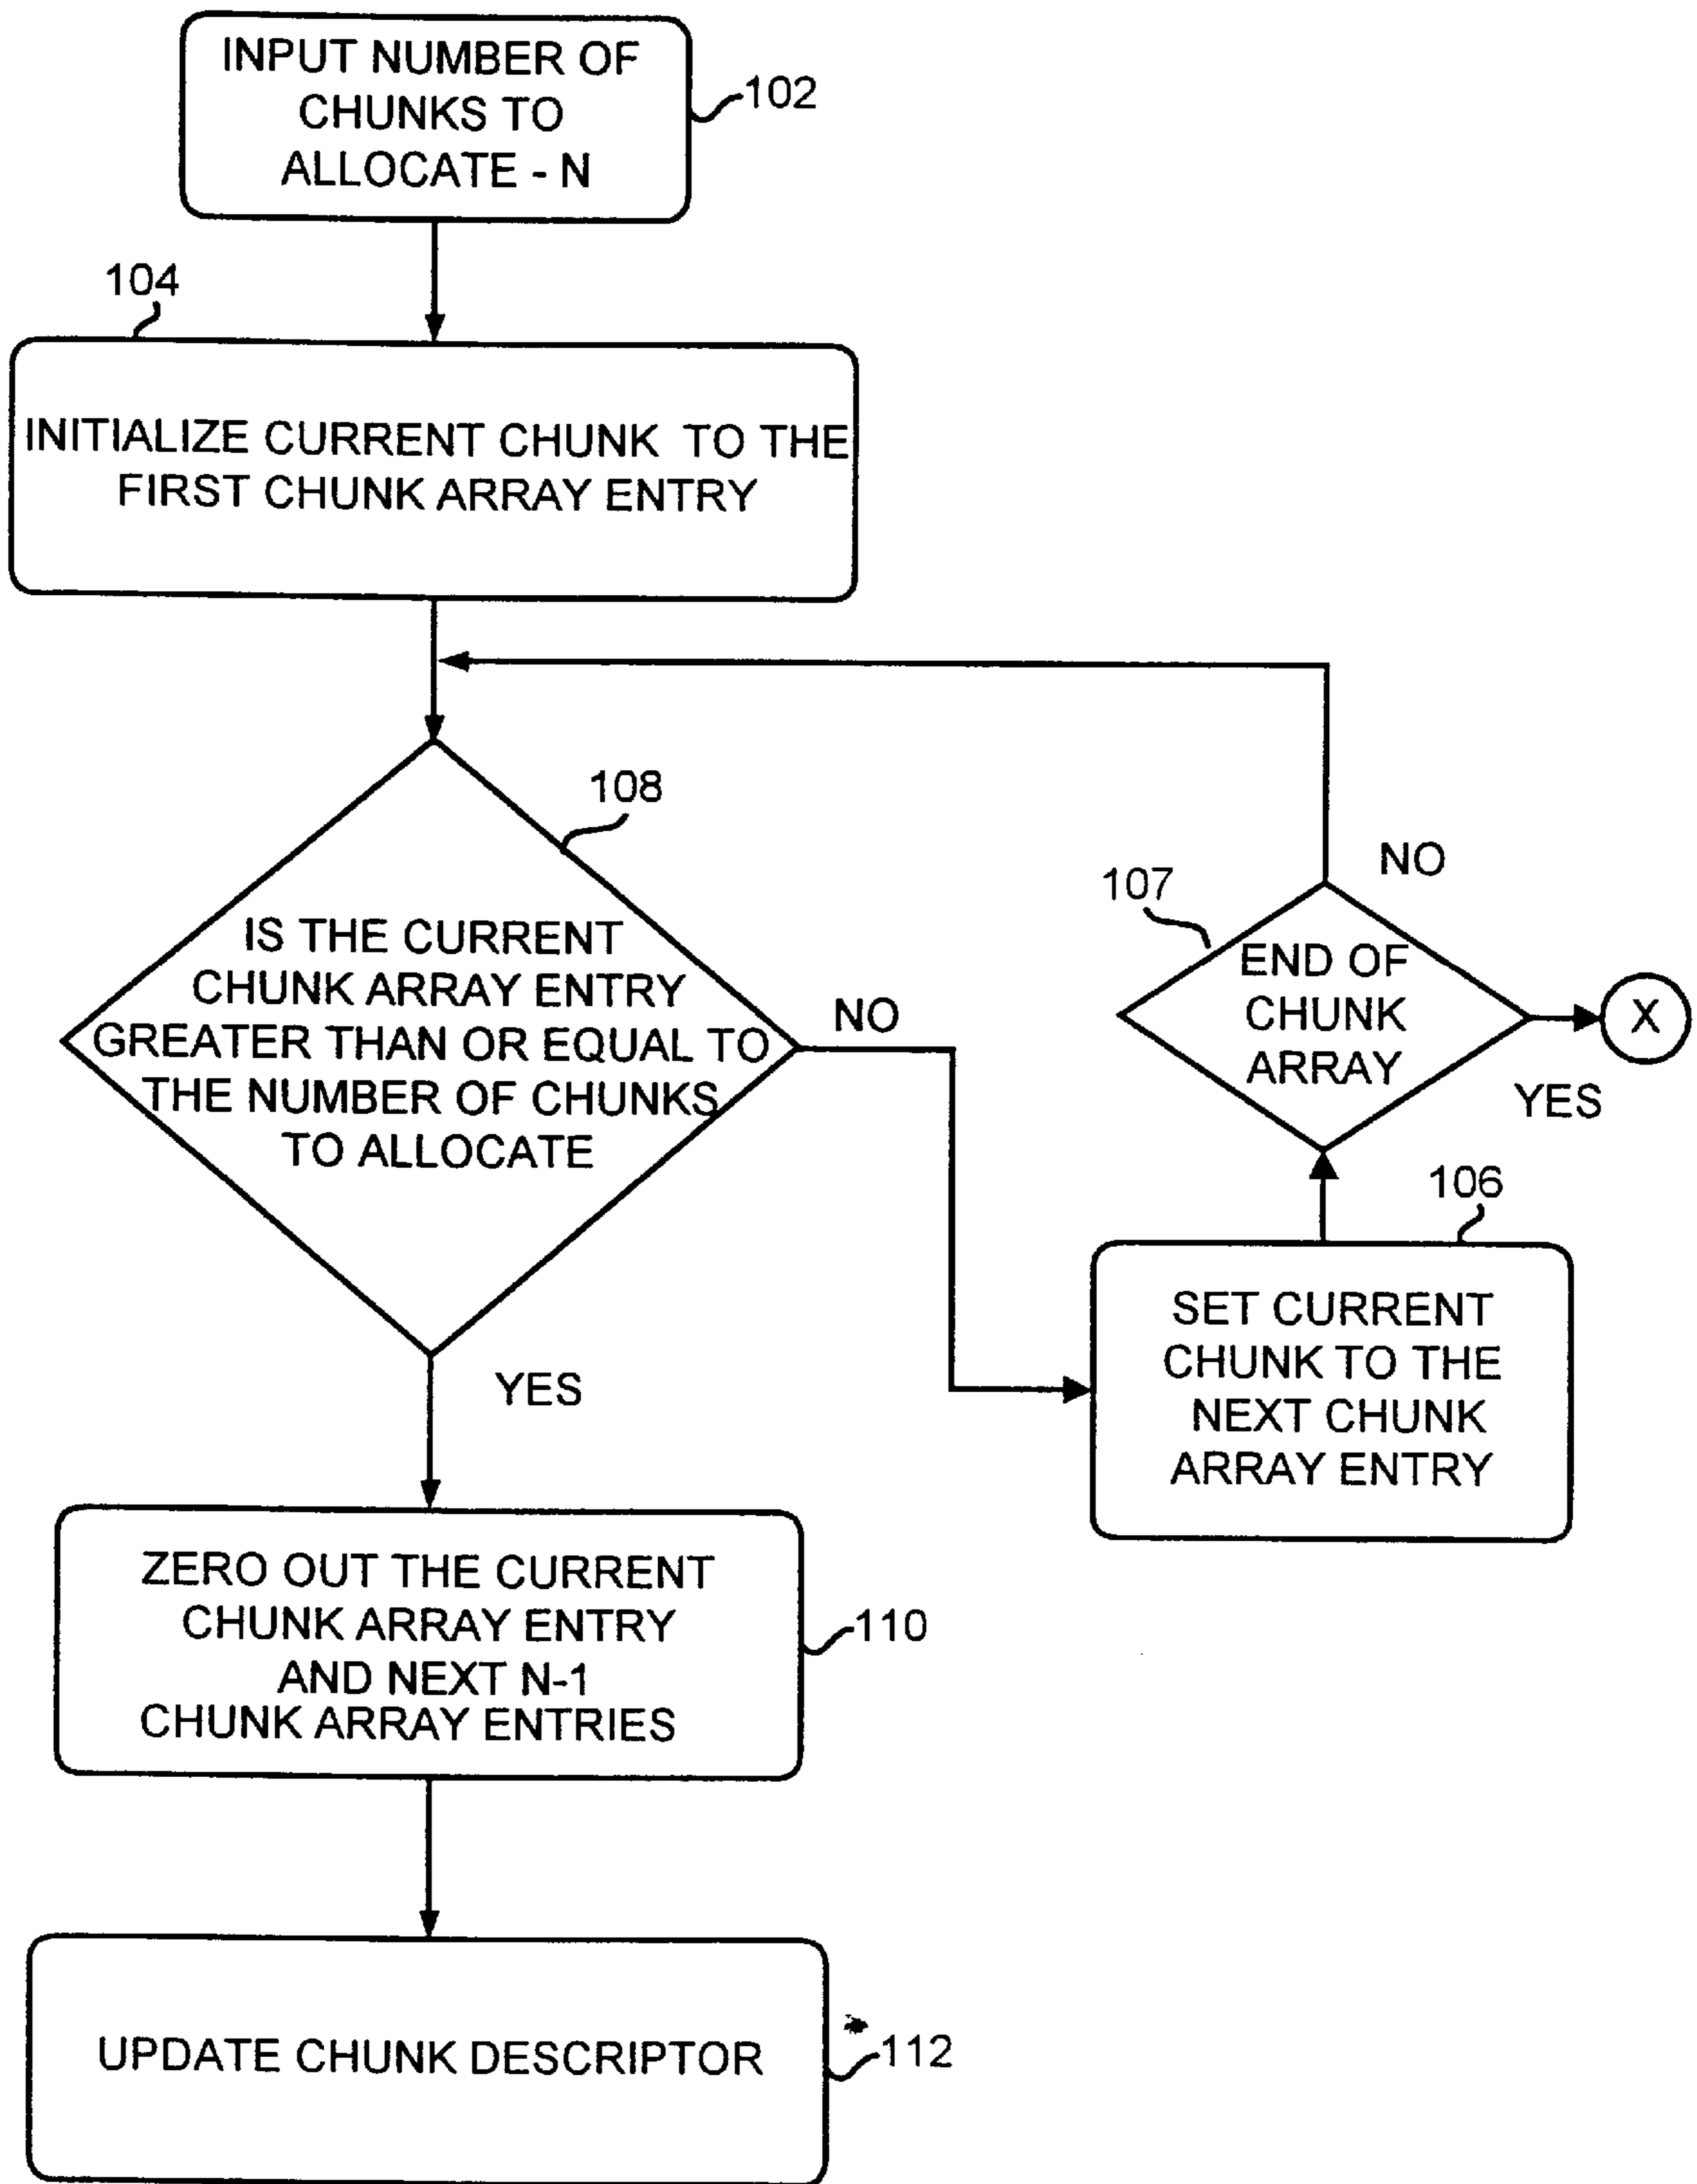 INPUT NUMBER OF
CHUNKS TO
ALLOCATE - N
102
104
INITIALIZE CURRENT CHUNK TO THE
FIRST CHUNK ARRAY ENTRY
108
IS THE CURRENT
CHUNK ARRAY ENTRY
GREATER THAN OR EQUAL TO
THE NUMBER OF CHUNKS
TO ALLOCATE
NO
YES
NO
107
END OF
CHUNK
ARRAY
X
YES
106
SET CURRENT
CHUNK TO THE
NEXT CHUNK
ARRAY ENTRY
ZERO OUT THE CURRENT
CHUNK ARRAY ENTRY
AND NEXT N-1
CHUNK ARRAY ENTRIES
110
UPDATE CHUNK DESCRIPTOR
112